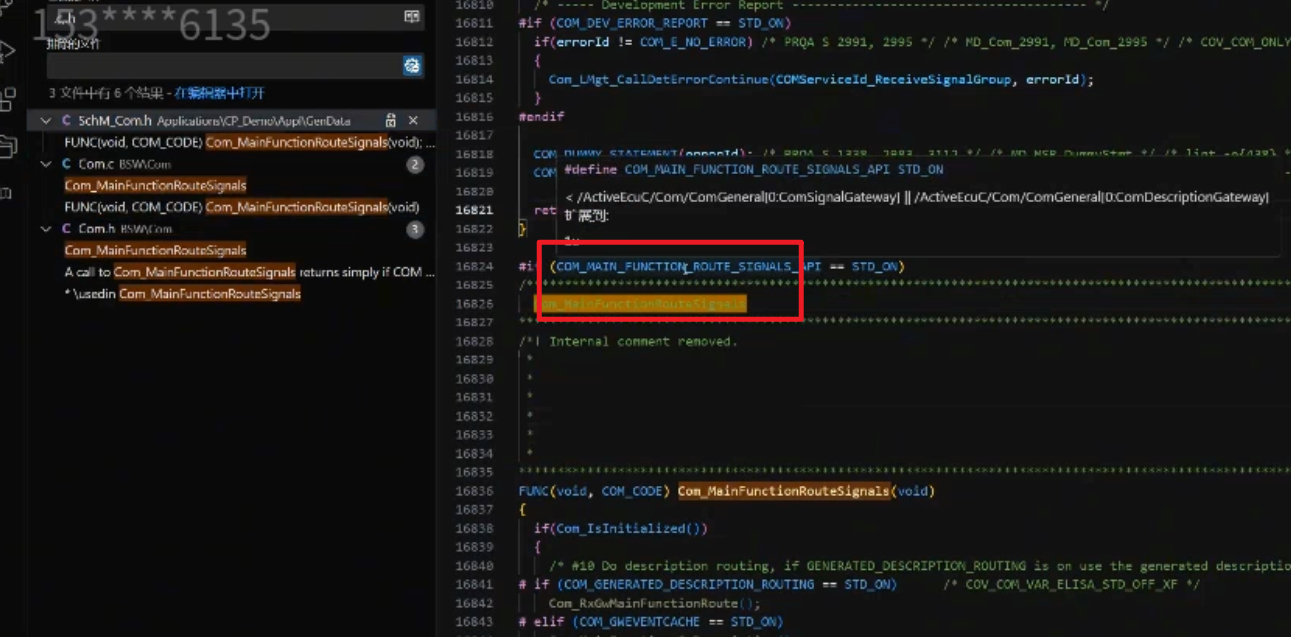 153****6135
排除的文件
3 文件中有 6 个结果 - 在编辑器中打开
SchM_Com.h Applications\CP_Demo\Appl\GenData
FUNC(void, COM_CODE) Com_MainFunctionRouteSignals(void); ...
Com.c BSW\Com 2
Com_MainFunctionRouteSignals
FUNC(void, COM_CODE) Com_MainFunctionRouteSignals(void)
Com.h BSW\Com 3
Com_MainFunctionRouteSignals
A call to Com_MainFunctionRouteSignals returns simply if COM ...
* \usedin Com_MainFunctionRouteSignals
16810 /* ----- Development Error Report --------------------------------------- */
16811 #if (COM_DEV_ERROR_REPORT == STD_ON)
16812 if(errorId != COM_E_NO_ERROR) /* PRQA S 2991, 2995 */ /* MD_Com_2991, MD_Com_2995 */ /* COV_COM_ONLY
16813 {
16814 Com_LMgt_CallDetErrorContinue(COMServiceId_ReceiveSignalGroup, errorId);
16815 }
16816 #endif
16817
16818 COM_DUMMY_STATEMENT(errorId); /* PRQA S 1338, 2983, 3112 */ /* MD_MSR_DummyStmt */ /* lint -e{438} *
#define COM_MAIN_FUNCTION_ROUTE_SIGNALS_API STD_ON
16819 COM
16820 < //ActiveEcuC/Com/ComGeneral[0:ComSignalGateway] || //ActiveEcuC/Com/ComGeneral[0:ComDescriptionGateway]
16821 ret 扩展到:
16822 }
1u
16823
16824 #if (COM_MAIN_FUNCTION_ROUTE_SIGNALS_API == STD_ON)
16825
16826 Com_MainFunctionRouteSignals
16827
16828 /*! Internal comment removed.
16829 *
16830 *
16831 *
16832 *
16833 *
16834 *
16835
16836 FUNC(void, COM_CODE) Com_MainFunctionRouteSignals(void)
16837 {
16838 if(Com_IsInitialized())
16839 {
16840 /* #10 Do description routing, if GENERATED_DESCRIPTION_ROUTING is on use the generated descriptio
16841 # if (COM_GENERATED_DESCRIPTION_ROUTING == STD_ON) /* COV_COM_VAR_ELISA_STD_OFF_XF */
16842 Com_RxGwMainFunctionRoute();
16843 # elif (COM_GWEVENTCACHE == STD_ON)